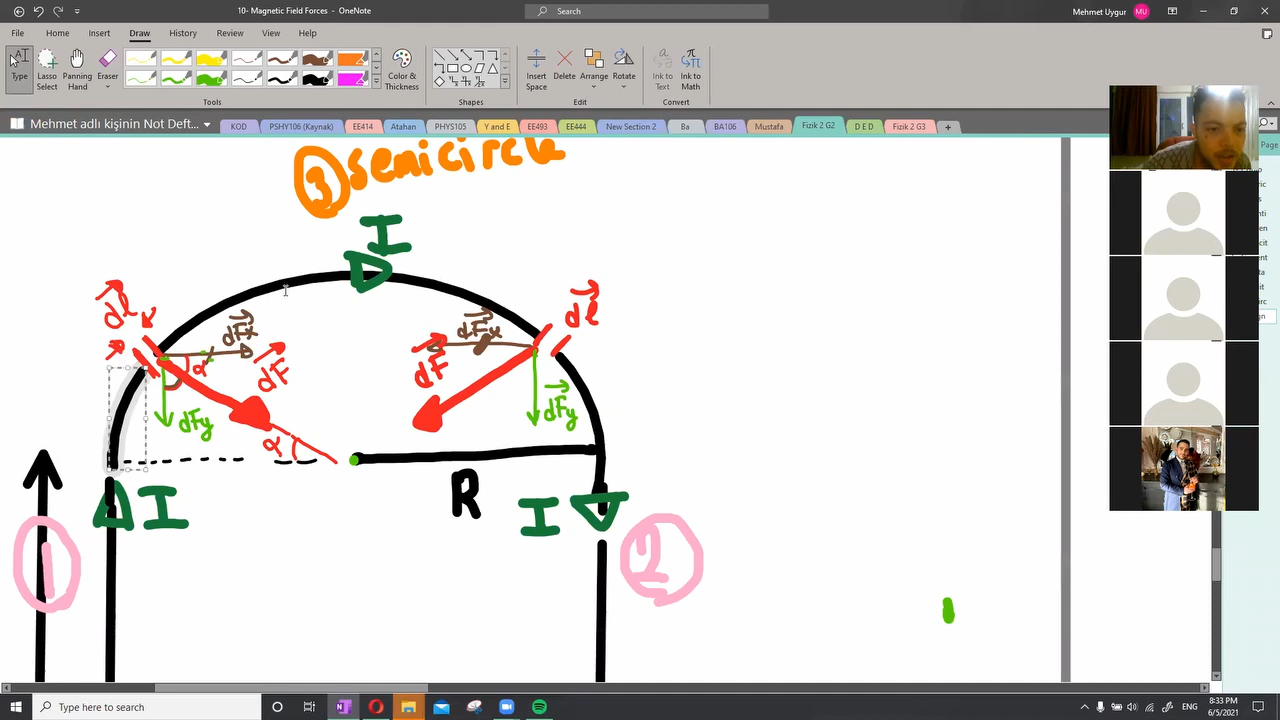 10- Magnetic Field Forces - OneNote
Search
Mehmet Uygur
MU
File Home Insert Draw History Review View Help
Type
Lasso Select
Panning Hand
Eraser
Color & Thickness
Insert Space
Delete
Arrange
Rotate
Ink to Text
Ink to Math
Tools
Shapes
Edit
Convert
Mehmet adlı kişinin Not Deft...
KOD
PSHY106 (Kaynak)
EE414
Atahan
PHYS105
Y and E
EE493
EE444
New Section 2
Ba
BA106
Mustafa
Fizik 2 G2
D E D
Fizik 2 G3
+
Page
3 semicircle
I
dl
dl
dFx
dFx
α
dF
dF
dFy
dFy
α
R
I
I
1
2
Type here to search
ENG
8:33 PM
6/5/2021